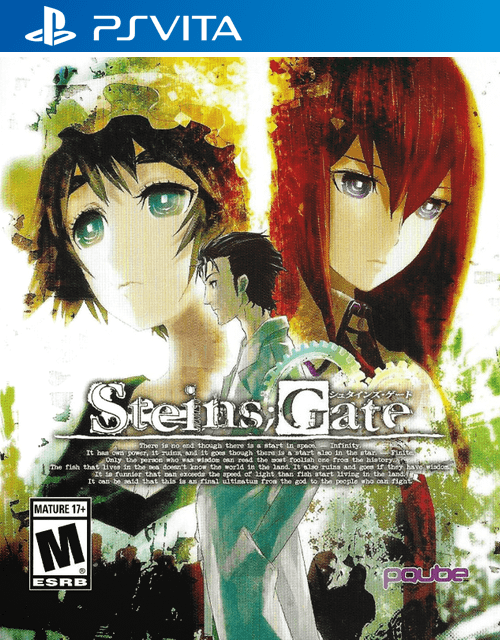 PSVITA
Steins;Gate
シュタインズ・ゲート
There is no end though there is a start in space. — Infinity.
It has own power, it ruins, and it goes though there is a start also in the star. — Finite.
Only the person who was wisdom can read the most foolish one from the history.
The fish that lives in the sea doesn't know the world in the land. It also ruins and goes if they have wisdom.
It is funnier that man exceeds the speed of light than fish start living in the land.
It can be said that this is an final ultimatum from the god to the people who can fight.
MATURE 17+
M
ESRB
pqube